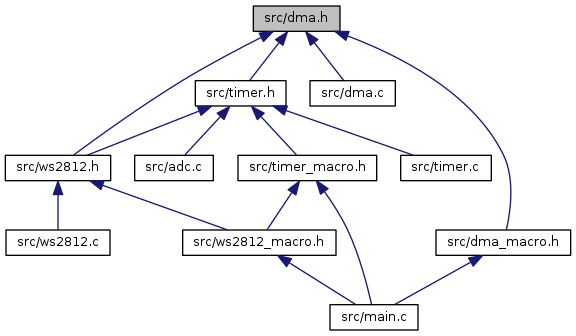 src/dma.h
src/timer.h
src/dma.c
src/ws2812.h
src/adc.c
src/timer_macro.h
src/timer.c
src/ws2812.c
src/ws2812_macro.h
src/dma_macro.h
src/main.c